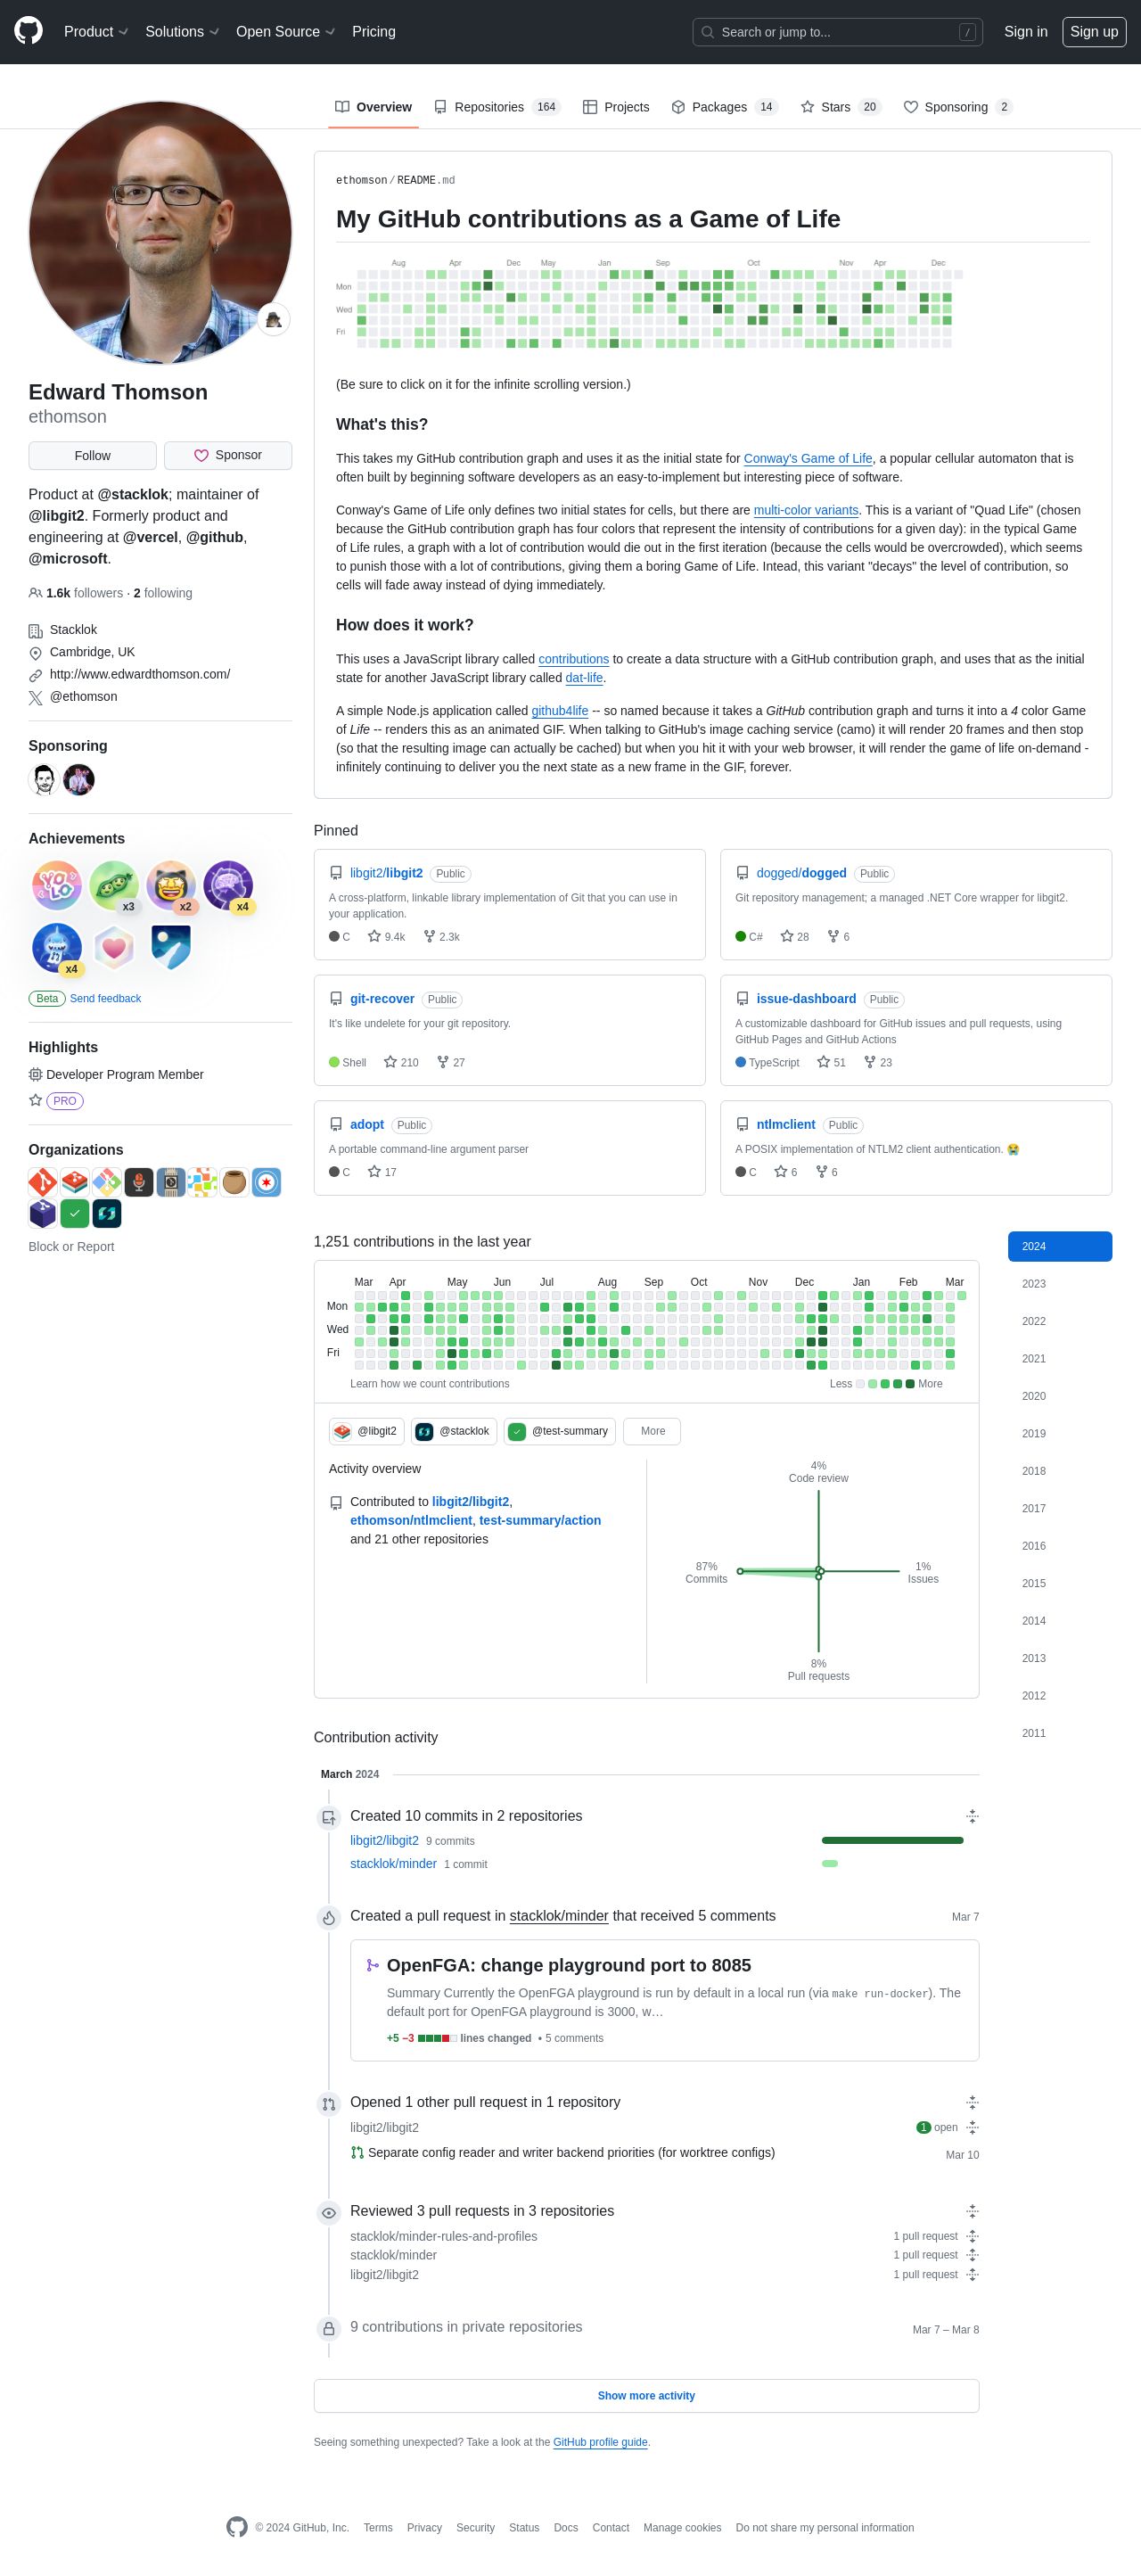 Product Solutions Open Source Pricing Search or jump to... / Sign in Sign up
Overview Repositories 164 Projects Packages 14 Stars 20 Sponsoring 2
Edward Thomson
ethomson
Follow Sponsor
Product at @stacklok; maintainer of
@libgit2. Formerly product and
engineering at @vercel, @github,
@microsoft.
1.6k followers · 2 following
Stacklok
Cambridge, UK
http://www.edwardthomson.com/
@ethomson
Sponsoring
Achievements
YOLO
x3
x2
x4
x4
Beta Send feedback
Highlights
Developer Program Member
PRO
Organizations
Block or Report
ethomson/README.md
My GitHub contributions as a Game of Life
Aug Apr Dec May Jan Sep Oct Nov Apr Dec
Mon
Wed
Fri
(Be sure to click on it for the infinite scrolling version.)
What's this?
This takes my GitHub contribution graph and uses it as the initial state for Conway's Game of Life, a popular cellular automaton that is
often built by beginning software developers as an easy-to-implement but interesting piece of software.
Conway's Game of Life only defines two initial states for cells, but there are multi-color variants. This is a variant of "Quad Life" (chosen
because the GitHub contribution graph has four colors that represent the intensity of contributions for a given day): in the typical Game
of Life rules, a graph with a lot of contribution would die out in the first iteration (because the cells would be overcrowded), which seems
to punish those with a lot of contributions, giving them a boring Game of Life. Intead, this variant "decays" the level of contribution, so
cells will fade away instead of dying immediately.
How does it work?
This uses a JavaScript library called contributions to create a data structure with a GitHub contribution graph, and uses that as the initial
state for another JavaScript library called dat-life.
A simple Node.js application called github4life -- so named because it takes a GitHub contribution graph and turns it into a 4 color Game
of Life -- renders this as an animated GIF. When talking to GitHub's image caching service (camo) it will render 20 frames and then stop
(so that the resulting image can actually be cached) but when you hit it with your web browser, it will render the game of life on-demand -
infinitely continuing to deliver you the next state as a new frame in the GIF, forever.
Pinned
libgit2/libgit2 Public
A cross-platform, linkable library implementation of Git that you can use in
your application.
C 9.4k 2.3k
dogged/dogged Public
Git repository management; a managed .NET Core wrapper for libgit2.
C# 28 6
git-recover Public
It's like undelete for your git repository.
Shell 210 27
issue-dashboard Public
A customizable dashboard for GitHub issues and pull requests, using
GitHub Pages and GitHub Actions
TypeScript 51 23
adopt Public
A portable command-line argument parser
C 17
ntlmclient Public
A POSIX implementation of NTLM2 client authentication. 😭
C 6 6
1,251 contributions in the last year
Mar Apr May Jun Jul Aug Sep Oct Nov Dec Jan Feb Mar
Mon
Wed
Fri
Learn how we count contributions Less More
@libgit2 @stacklok @test-summary More
Activity overview
Contributed to libgit2/libgit2,
ethomson/ntlmclient, test-summary/action
and 21 other repositories
4%
Code review
87%
Commits
1%
Issues
8%
Pull requests
2024
2023
2022
2021
2020
2019
2018
2017
2016
2015
2014
2013
2012
2011
Contribution activity
March 2024
Created 10 commits in 2 repositories
libgit2/libgit2 9 commits
stacklok/minder 1 commit
Created a pull request in stacklok/minder that received 5 comments Mar 7
OpenFGA: change playground port to 8085
Summary Currently the OpenFGA playground is run by default in a local run (via make run-docker). The
default port for OpenFGA playground is 3000, w…
+5 −3 lines changed • 5 comments
Opened 1 other pull request in 1 repository
libgit2/libgit2 1 open
Separate config reader and writer backend priorities (for worktree configs) Mar 10
Reviewed 3 pull requests in 3 repositories
stacklok/minder-rules-and-profiles 1 pull request
stacklok/minder 1 pull request
libgit2/libgit2 1 pull request
9 contributions in private repositories Mar 7 – Mar 8
Show more activity
Seeing something unexpected? Take a look at the GitHub profile guide.
© 2024 GitHub, Inc. Terms Privacy Security Status Docs Contact Manage cookies Do not share my personal information